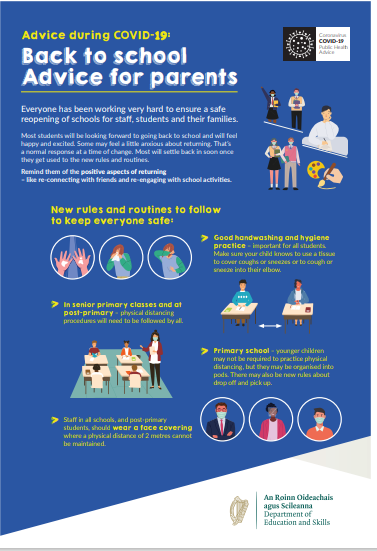 Advice during COVID-19:
Back to school
Advice for parents
Coronavirus
COVID-19
Public Health
Advice
Everyone has been working very hard to ensure a safe
reopening of schools for staff, students and their families.
Most students will be looking forward to going back to school and will feel
happy and excited. Some may feel a little anxious about returning. That's
a normal response at a time of change. Most will settle back in soon once
they get used to the new rules and routines.
Remind them of the positive aspects of returning
– like re-connecting with friends and re-engaging with school activities.
New rules and routines to follow
to keep everyone safe:
Good handwashing and hygiene
practice – important for all students.
Make sure your child knows to use a tissue
to cover coughs or sneezes or to cough or
sneeze into their elbow.
In senior primary classes and at
post-primary – physical distancing
procedures will need to be followed by all.
Primary school – younger children
may not be required to practice physical
distancing, but they may be organised into
pods. There may also be new rules about
drop off and pick up.
Staff in all schools, and post-primary
students, should wear a face covering
where a physical distance of 2 metres cannot
be maintained.
An Roinn Oideachais
agus Scileanna
Department of
Education and Skills